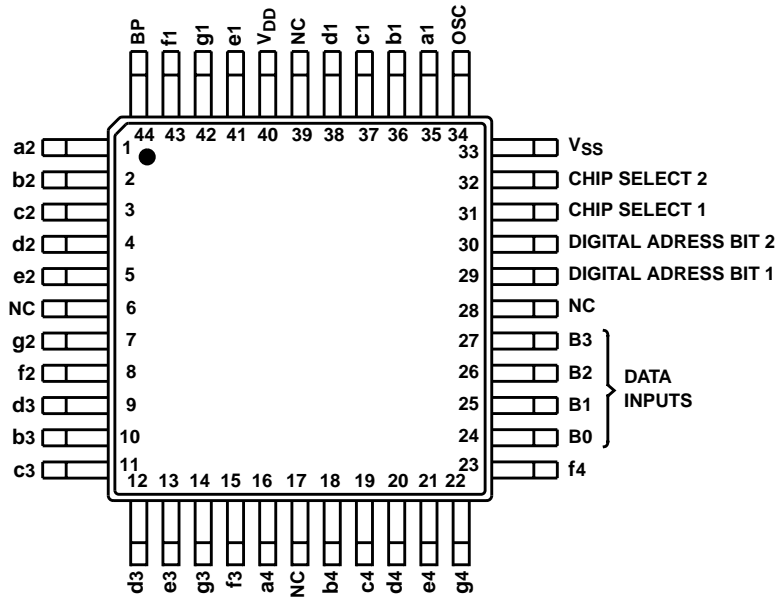 BP f1 g1 e1 VDD NC d1 c1 b1 a1 OSC
44 43 42 41 40 39 38 37 36 35 34
a2 1 33 VSS
b2 2 32 CHIP SELECT 2
c2 3 31 CHIP SELECT 1
d2 4 30 DIGITAL ADRESS BIT 2
e2 5 29 DIGITAL ADRESS BIT 1
NC 6 28 NC
g2 7 27 B3
f2 8 26 B2
d3 9 25 B1
b3 10 24 B0
DATA
INPUTS
c3 11 23 f4
12 13 14 15 16 17 18 19 20 21 22
d3 e3 g3 f3 a4 NC b4 c4 d4 e4 g4